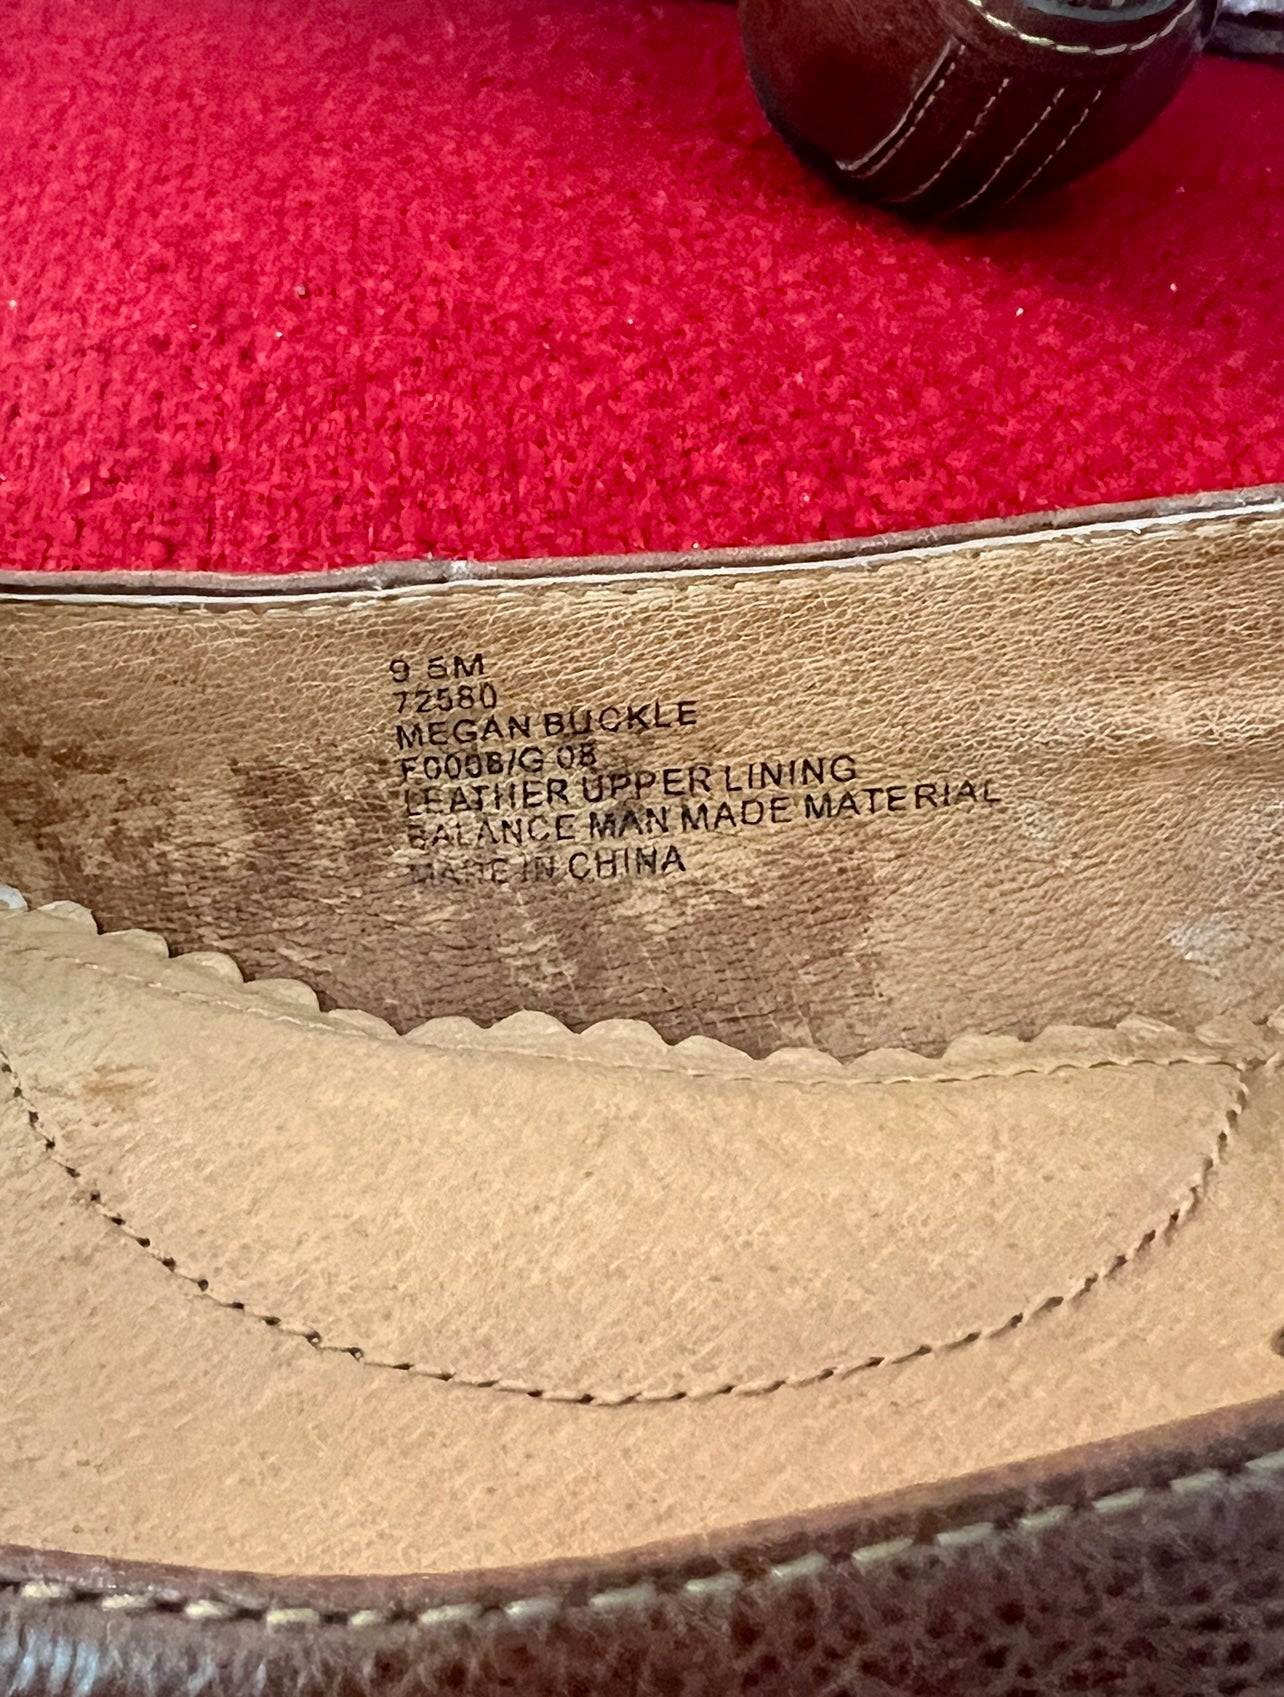 9 5M
72580
MEGAN BUCKLE
F0008/G 08
LEATHER UPPER LINING
BALANCE MAN MADE MATERIAL
MADE IN CHINA